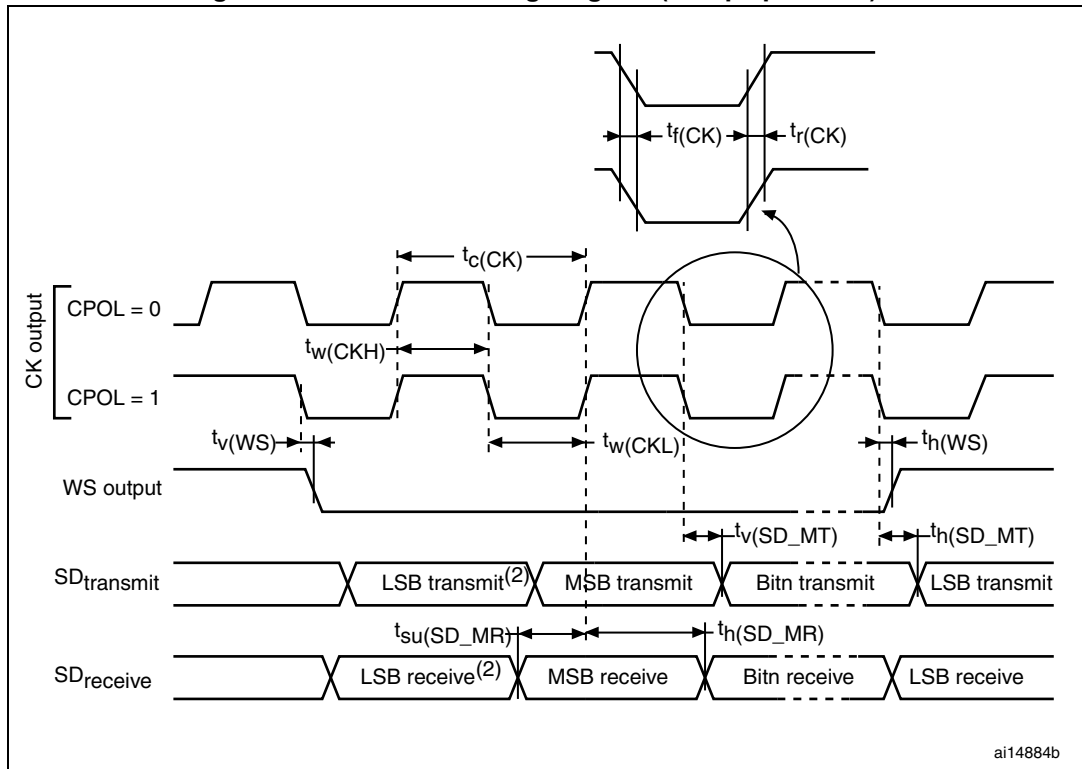 tf(CK)
tr(CK)
tc(CK)
CK output
CPOL = 0
tw(CKH)
CPOL = 1
tv(WS)
tw(CKL)
th(WS)
WS output
tv(SD_MT)
th(SD_MT)
SDtransmit
LSB transmit(2)
MSB transmit
Bitn transmit
LSB transmit
tsu(SD_MR)
th(SD_MR)
SDreceive
LSB receive(2)
MSB receive
Bitn receive
LSB receive
ai14884b